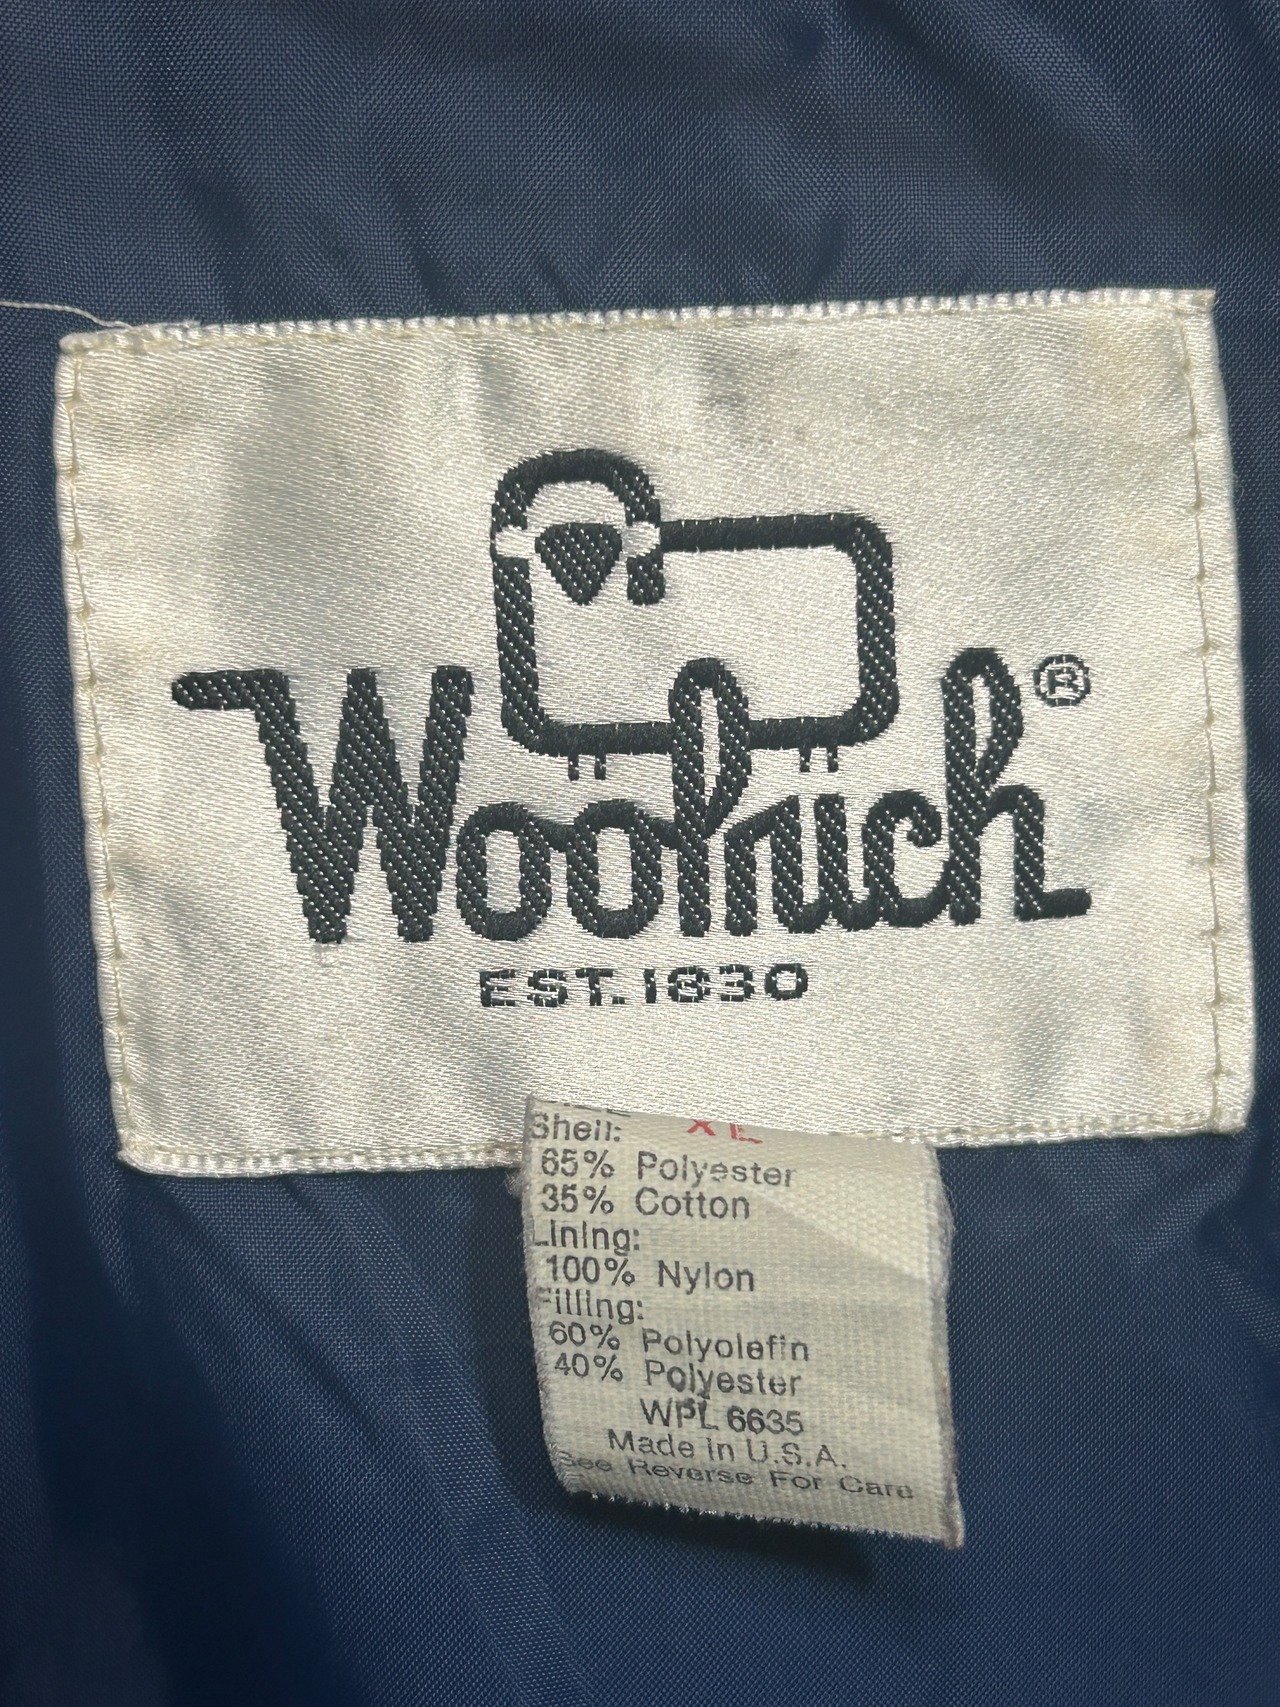 Woolrich®
EST. 1830
XL
Shell:
65% Polyester
35% Cotton
Lining:
100% Nylon
Filling:
60% Polyolefin
40% Polyester
WPL 6635
Made in U.S.A.
See Reverse For Care